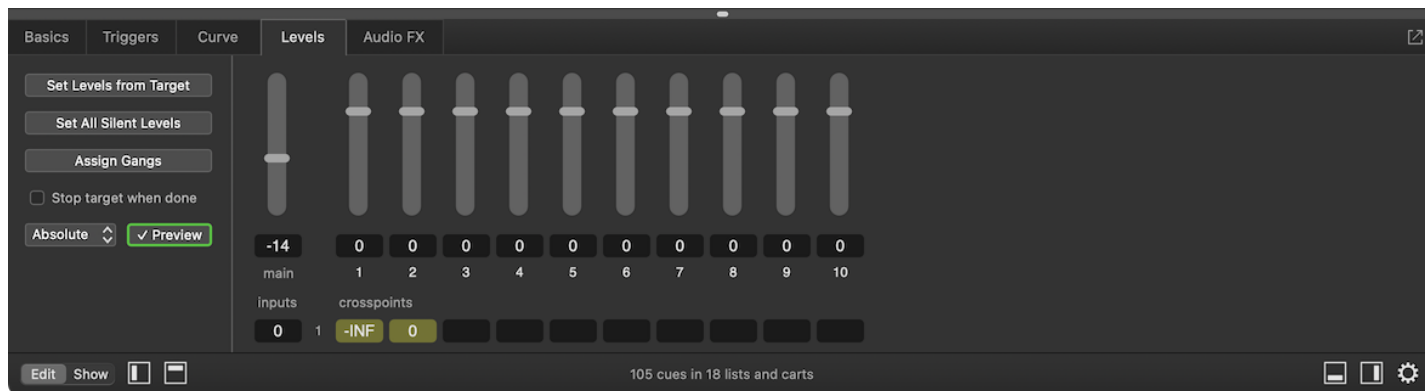 Basics Triggers Curve Levels Audio FX
Set Levels from Target
Set All Silent Levels
Assign Gangs
Stop target when done
Absolute ✓ Preview
-14 0 0 0 0 0 0 0 0 0 0
main 1 2 3 4 5 6 7 8 9 10
inputs crosspoints
0 1 -INF 0
Edit Show 105 cues in 18 lists and carts